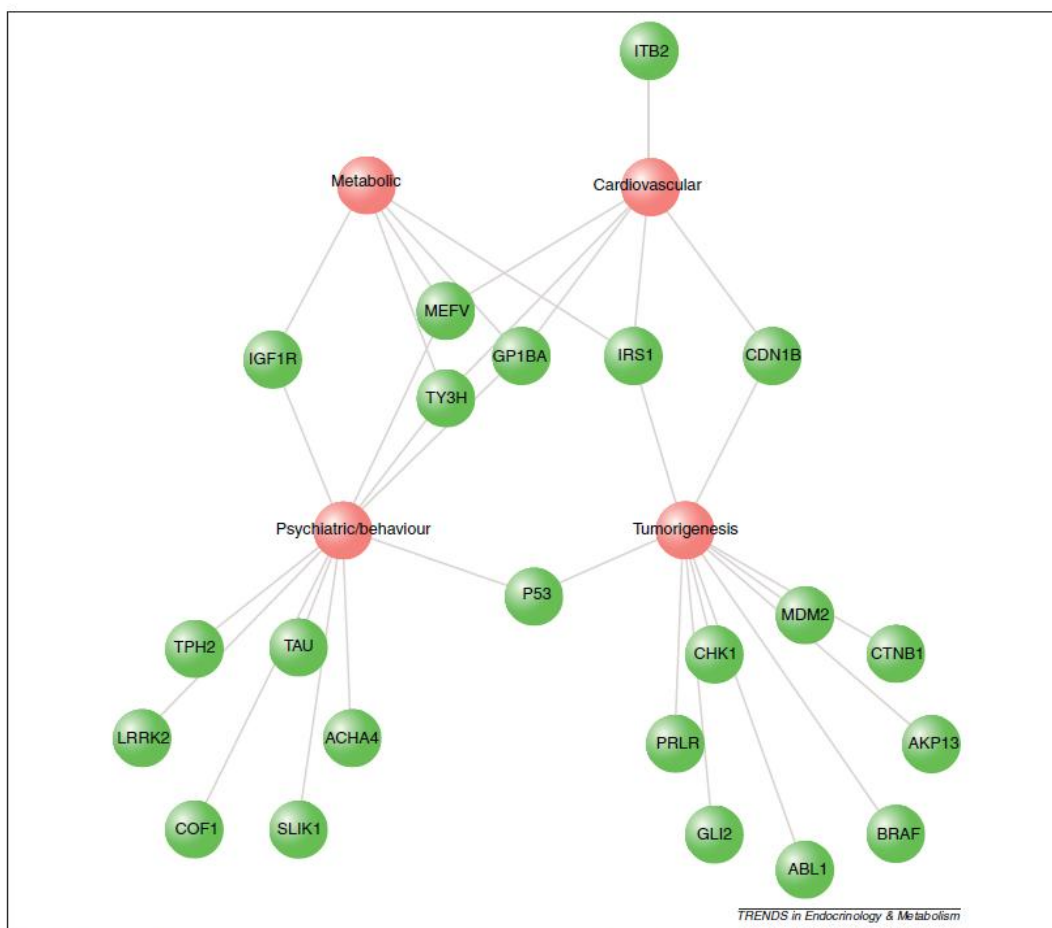 ITB2
Metabolic
Cardiovascular
MEFV
IGF1R
GP1BA
IRS1
CDN1B
TY3H
Psychiatric/behaviour
Tumorigenesis
P53
MDM2
TPH2
TAU
CHK1
CTNB1
LRRK2
ACHA4
PRLR
AKP13
COF1
SLIK1
GLI2
BRAF
ABL1
TRENDS in Endocrinology & Metabolism